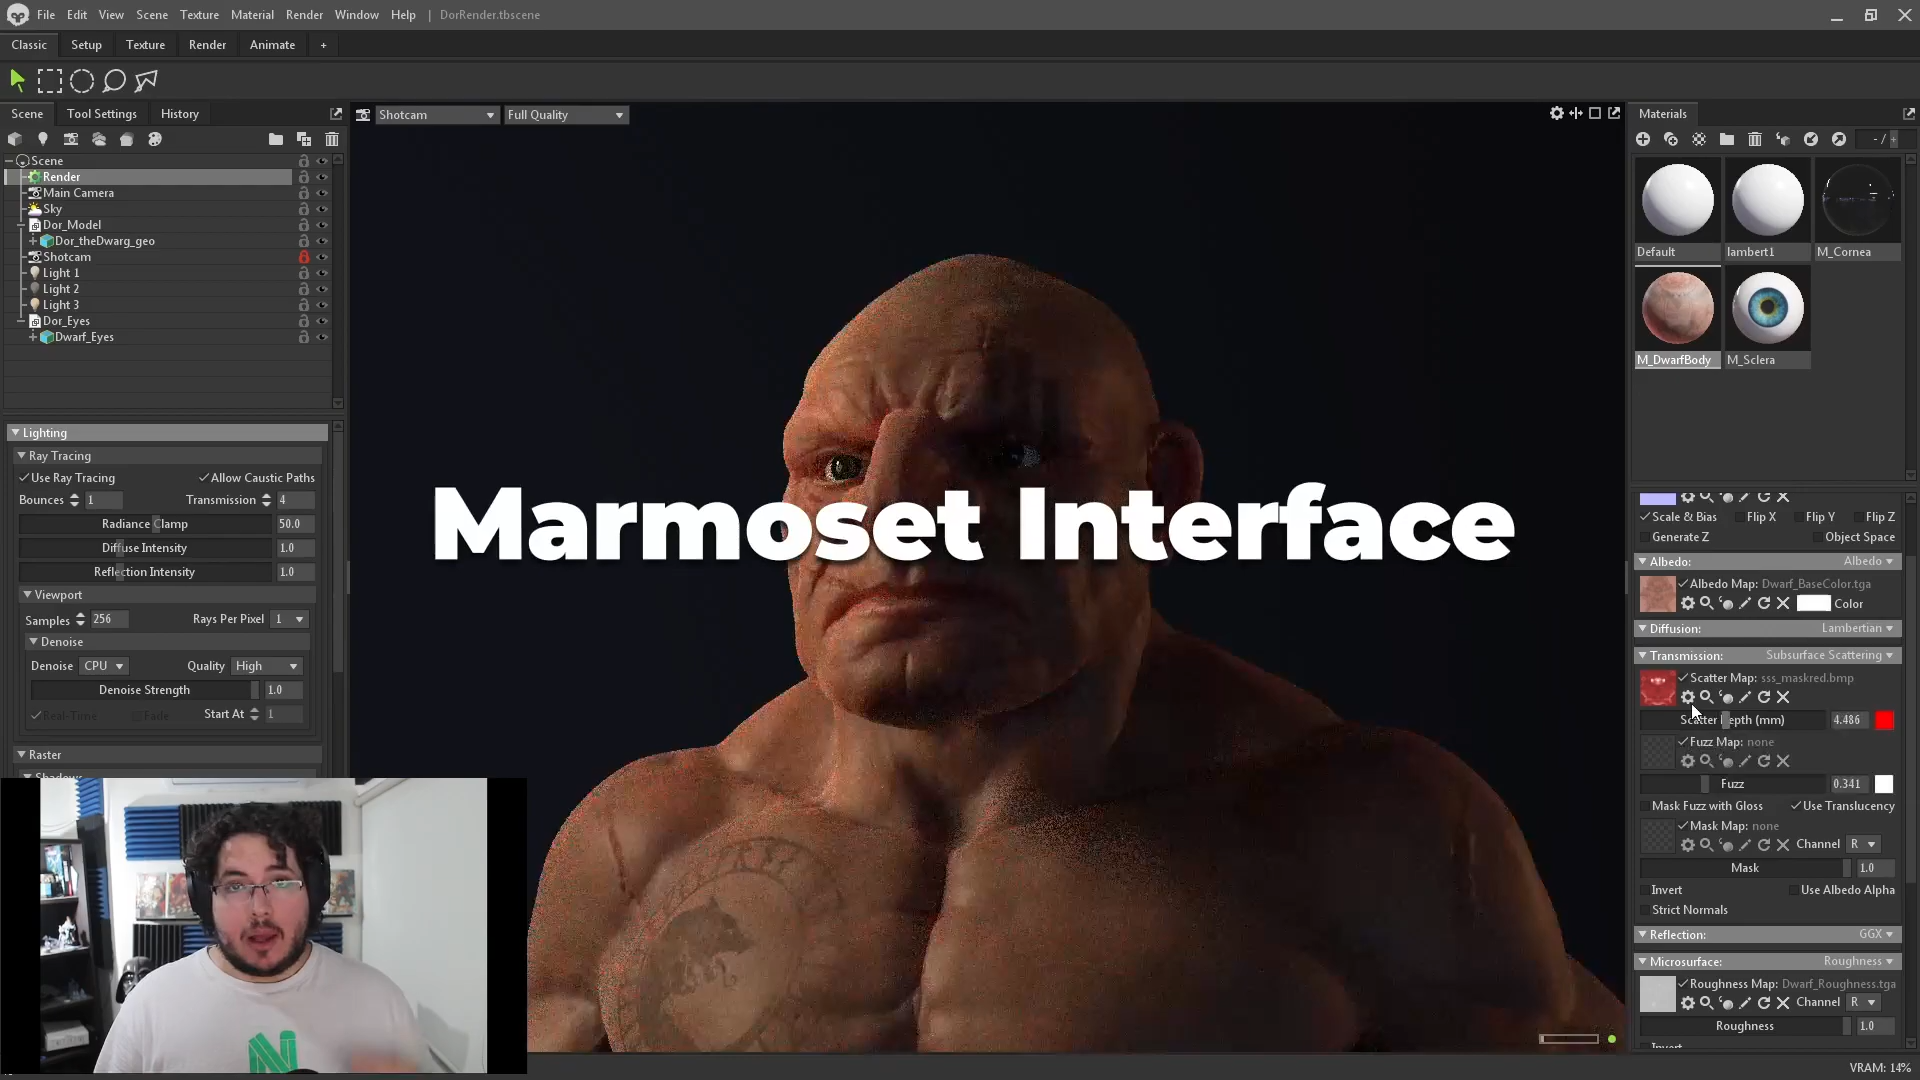 File Edit View Scene Texture Material Render Window Help | DorRender.tbscene
Classic Setup Texture Render Animate +
Scene Tool Settings History
Scene
Render
Main Camera
Sky
Dor_Model
Dor_theDwarg_geo
Shotcam
Light 1
Light 2
Light 3
Dor_Eyes
Dwarf_Eyes
Lighting
Ray Tracing
Use Ray Tracing Allow Caustic Paths
Bounces 1 Transmission 4
Radiance Clamp 50.0
Diffuse Intensity 1.0
Reflection Intensity 1.0
Viewport
Samples 256 Rays Per Pixel 1
Denoise
Denoise CPU Quality High
Denoise Strength 1.0
Real-Time Fade Start At 1
Raster
Shadows
Shotcam Full Quality
Marmoset Interface
Materials
- /
Default lambert1 M_Cornea
M_DwarfBody M_Sclera
Scale & Bias Flip X Flip Y Flip Z
Generate Z Object Space
Albedo: Albedo
Albedo Map: Dwarf_BaseColor.tga
Color
Diffusion: Lambertian
Transmission: Subsurface Scattering
Scatter Map: sss_maskred.bmp
Scatter Depth (mm) 4.486
Fuzz Map: none
Fuzz 0.341
Mask Fuzz with Gloss Use Translucency
Mask Map: none
Channel R
Mask 1.0
Invert Use Albedo Alpha
Strict Normals
Reflection: GGX
Microsurface: Roughness
Roughness Map: Dwarf_Roughness.tga
Channel R
Roughness 1.0
Invert
VRAM: 14%